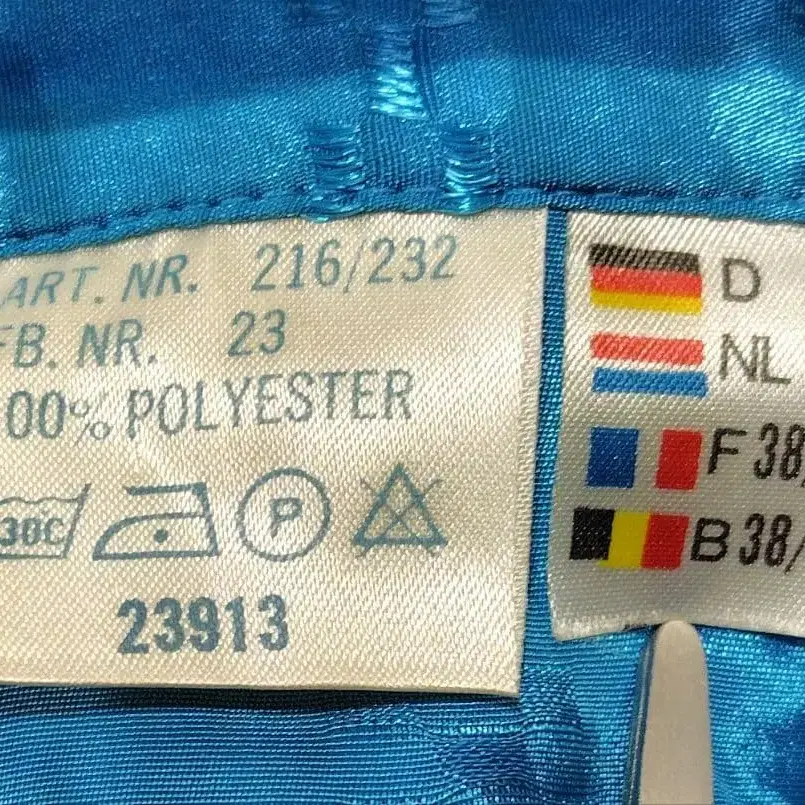 ART. NR. 216/232
FB. NR. 23
00% POLYESTER
30C P
23913
D
NL
F 38/
B 38/